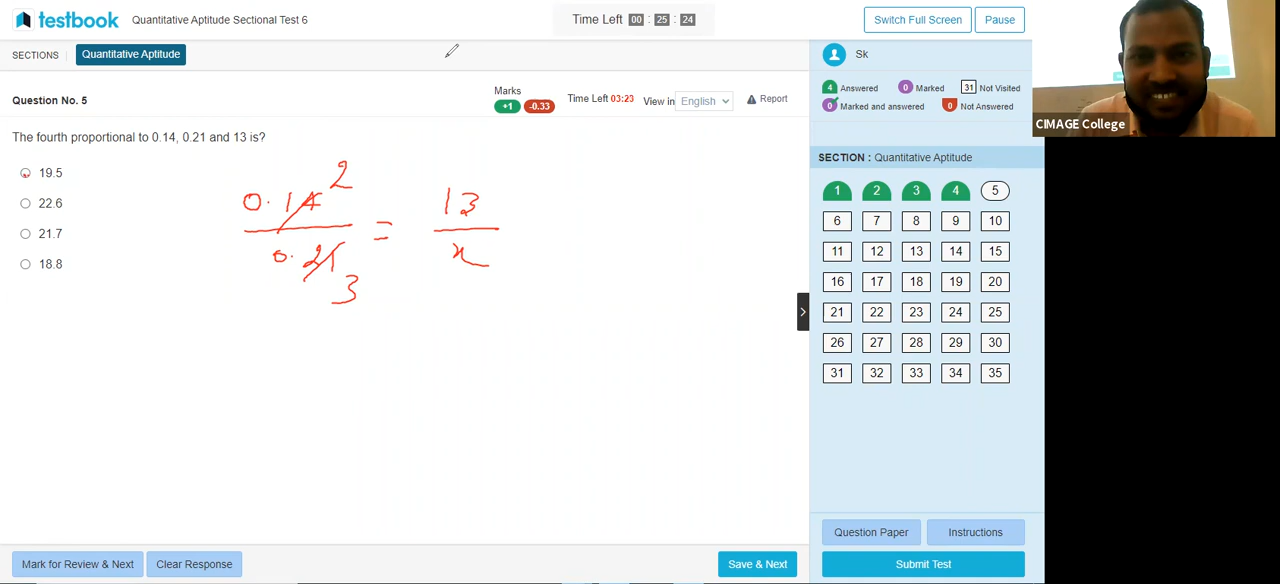 testbook Quantitative Aptitude Sectional Test 6 Time Left 00 : 25 : 24 Switch Full Screen Pause
SECTIONS Quantitative Aptitude Sk
Question No. 5 Marks +1 -0.33 Time Left 03:23 View in English Report
4 Answered 0 Marked 31 Not Visited
0 Marked and answered 0 Not Answered
CIMAGE College
The fourth proportional to 0.14, 0.21 and 13 is?
19.5
22.6
21.7
18.8
2
0.14 13
=
0.21 x
3
SECTION: Quantitative Aptitude
1 2 3 4 5
6 7 8 9 10
11 12 13 14 15
16 17 18 19 20
21 22 23 24 25
26 27 28 29 30
31 32 33 34 35
Question Paper Instructions
Mark for Review & Next Clear Response Save & Next Submit Test